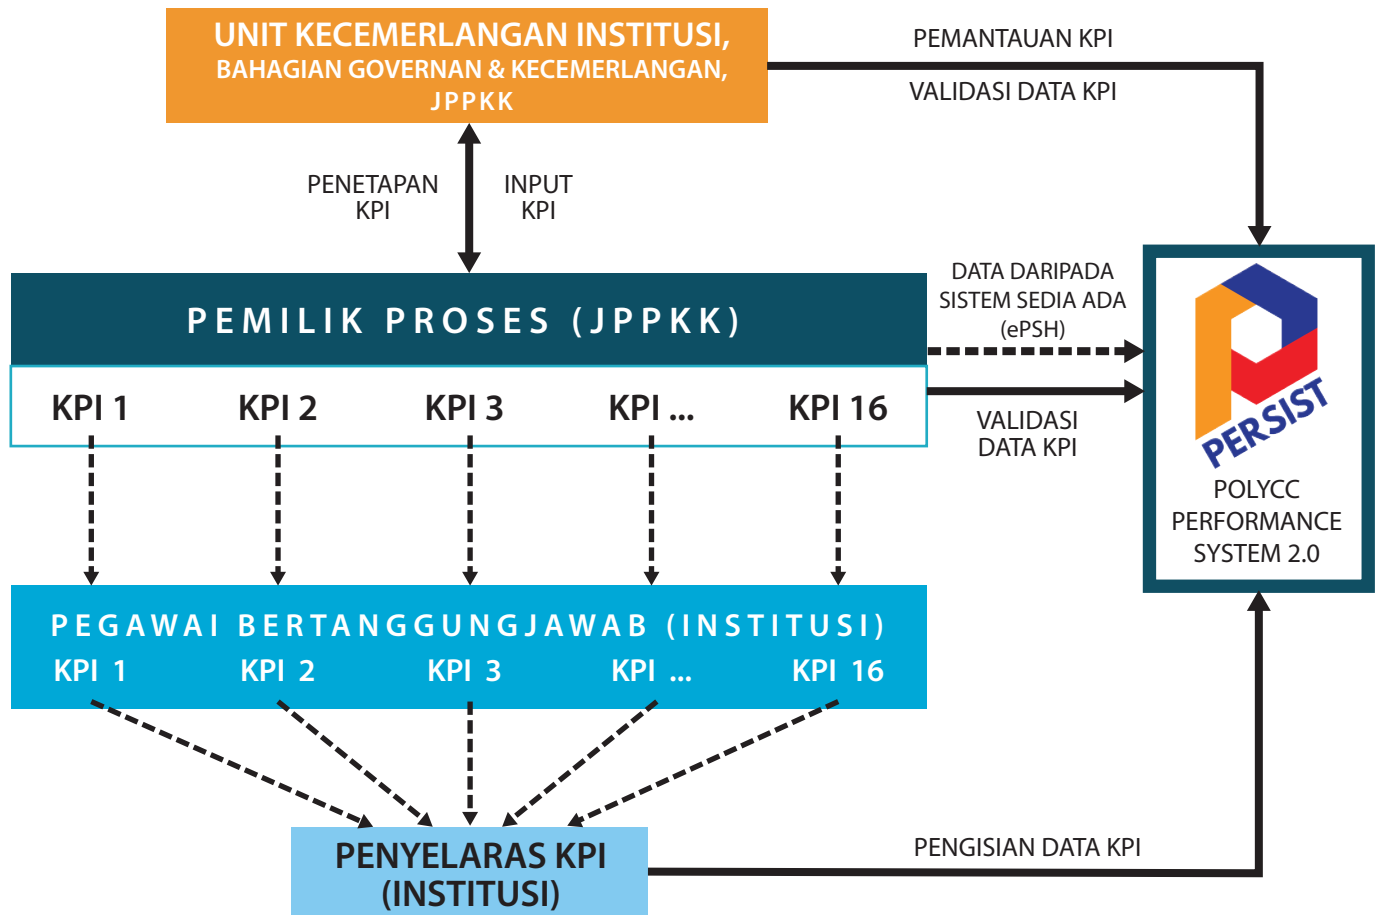 UNIT KECEMERLANGAN INSTITUSI,
BAHAGIAN GOVERNAN & KECEMERLANGAN,
JPPKK
PEMANTAUAN KPI
VALIDASI DATA KPI
PENETAPAN
KPI
INPUT
KPI
PEMILIK PROSES (JPPKK)
KPI 1
KPI 2
KPI 3
KPI ...
KPI 16
DATA DARIPADA
SISTEM SEDIA ADA
(ePSH)
VALIDASI
DATA KPI
PERSIST
POLYCC
PERFORMANCE
SYSTEM 2.0
PEGAWAI BERTANGGUNGJAWAB (INSTITUSI)
KPI 1
KPI 2
KPI 3
KPI ...
KPI 16
PENYELARAS KPI
(INSTITUSI)
PENGISIAN DATA KPI